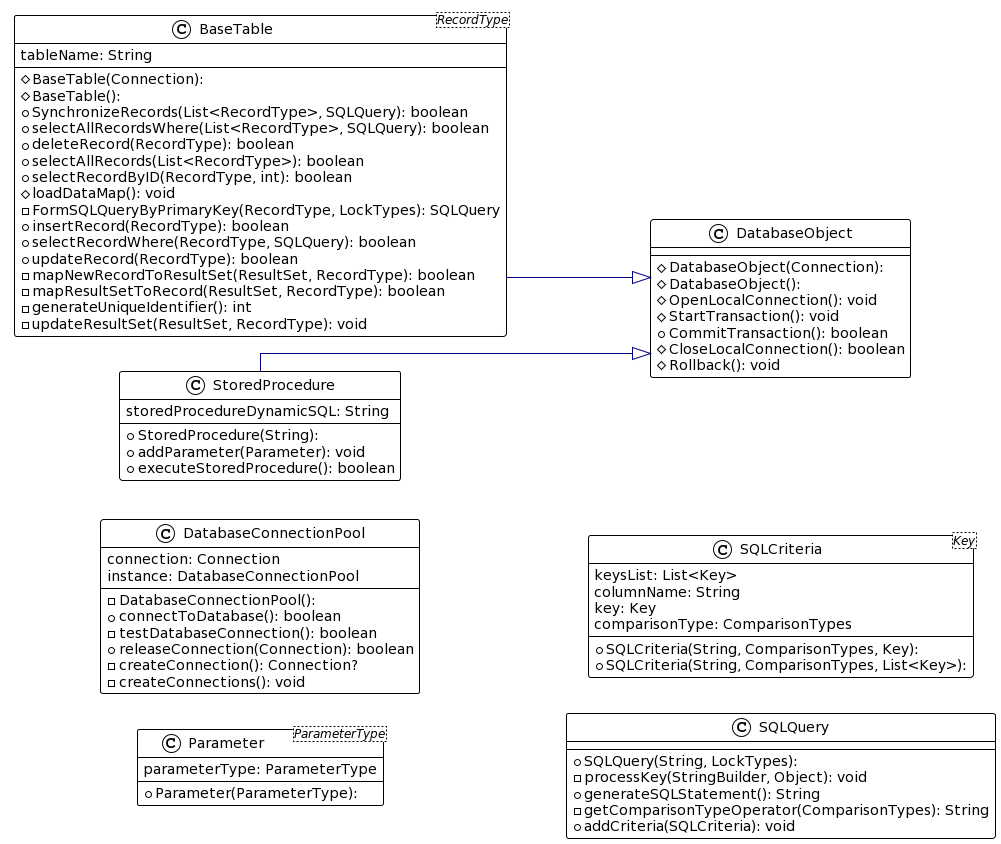 RecordType
C BaseTable
tableName: String
BaseTable(Connection):
BaseTable():
SynchronizeRecords(List<RecordType>, SQLQuery): boolean
selectAllRecordsWhere(List<RecordType>, SQLQuery): boolean
deleteRecord(RecordType): boolean
selectAllRecords(List<RecordType>): boolean
selectRecordByID(RecordType, int): boolean
loadDataMap(): void
FormSQLQueryByPrimaryKey(RecordType, LockTypes): SQLQuery
insertRecord(RecordType): boolean
selectRecordWhere(RecordType, SQLQuery): boolean
updateRecord(RecordType): boolean
mapNewRecordToResultSet(ResultSet, RecordType): boolean
mapResultSetToRecord(ResultSet, RecordType): boolean
generateUniqueIdentifier(): int
updateResultSet(ResultSet, RecordType): void
C DatabaseObject
DatabaseObject(Connection):
DatabaseObject():
OpenLocalConnection(): void
StartTransaction(): void
CommitTransaction(): boolean
CloseLocalConnection(): boolean
Rollback(): void
C StoredProcedure
storedProcedureDynamicSQL: String
StoredProcedure(String):
addParameter(Parameter): void
executeStoredProcedure(): boolean
C DatabaseConnectionPool
connection: Connection
instance: DatabaseConnectionPool
DatabaseConnectionPool():
connectToDatabase(): boolean
testDatabaseConnection(): boolean
releaseConnection(Connection): boolean
createConnection(): Connection?
createConnections(): void
Key
C SQLCriteria
keysList: List<Key>
columnName: String
key: Key
comparisonType: ComparisonTypes
SQLCriteria(String, ComparisonTypes, Key):
SQLCriteria(String, ComparisonTypes, List<Key>):
ParameterType
C Parameter
parameterType: ParameterType
Parameter(ParameterType):
C SQLQuery
SQLQuery(String, LockTypes):
processKey(StringBuilder, Object): void
generateSQLStatement(): String
getComparisonTypeOperator(ComparisonTypes): String
addCriteria(SQLCriteria): void